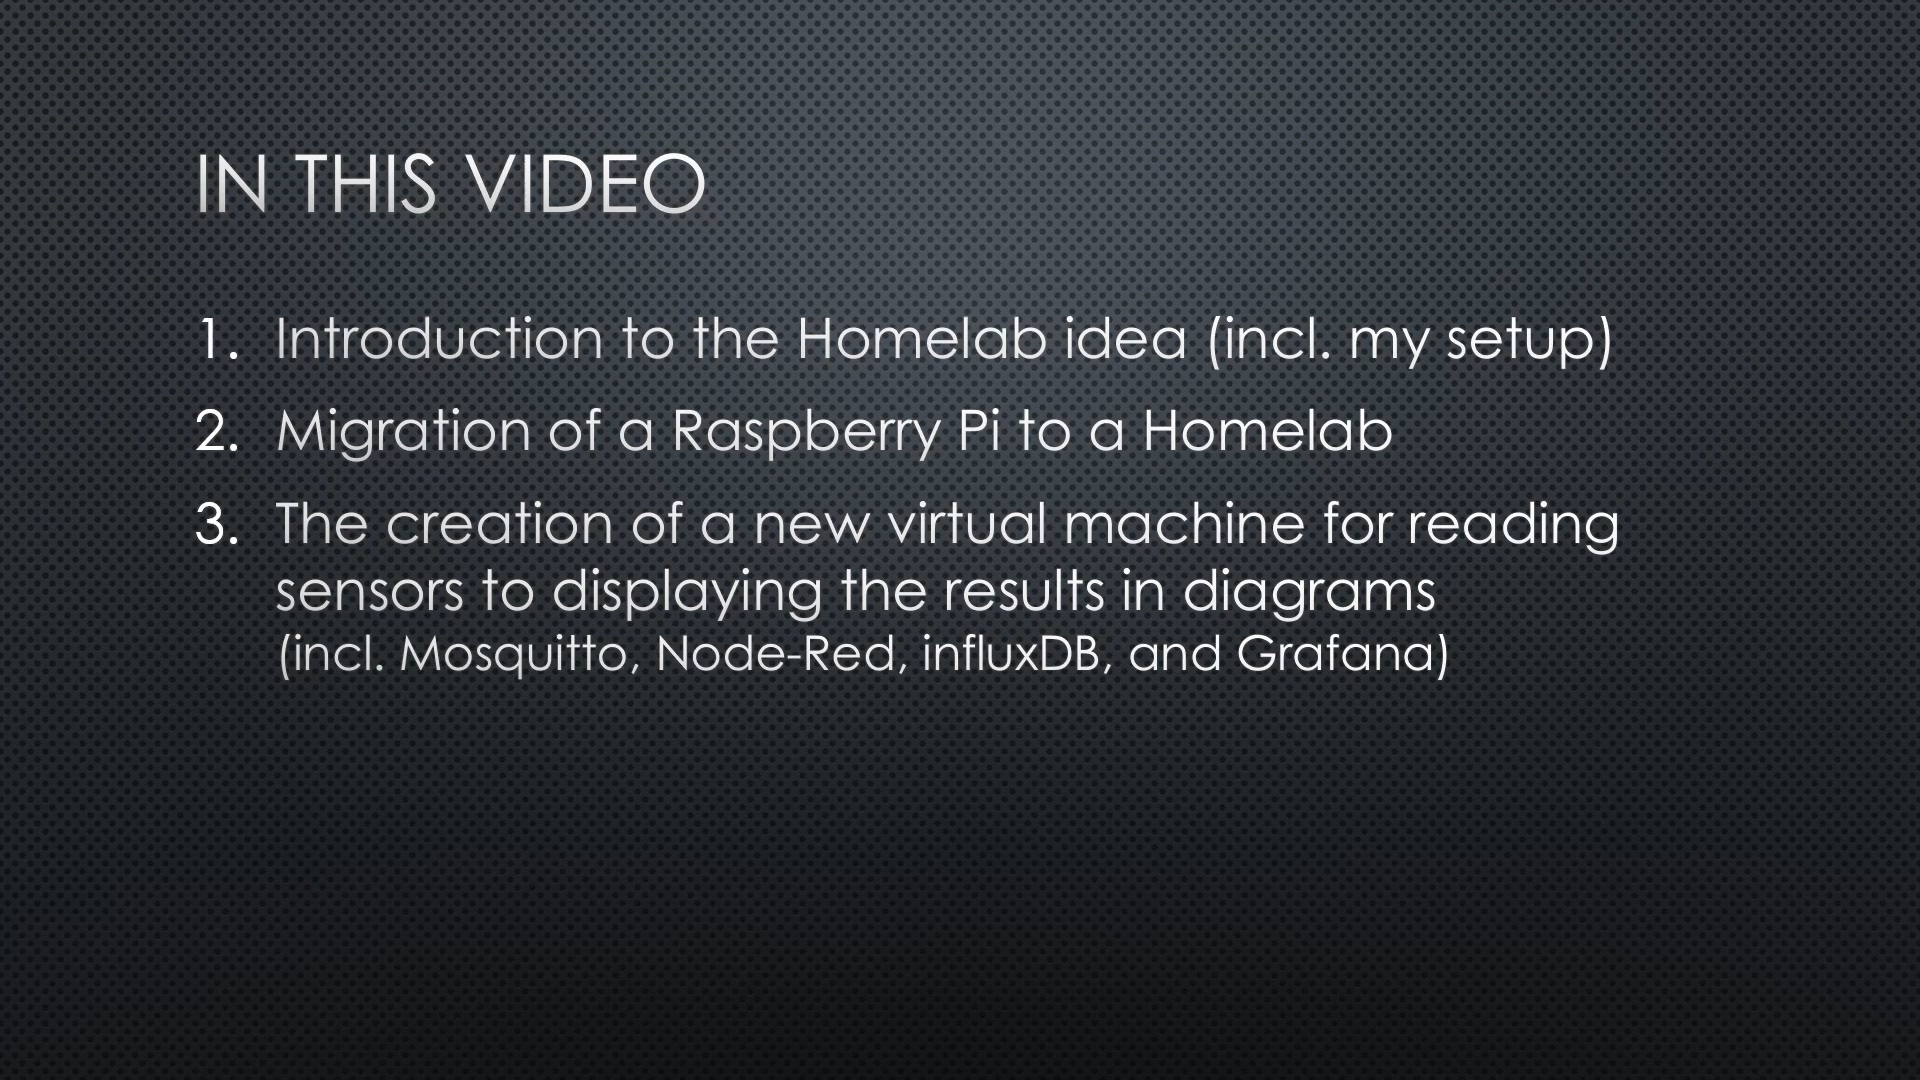 IN THIS VIDEO
1. Introduction to the Homelab idea (incl. my setup)
2. Migration of a Raspberry Pi to a Homelab
3. The creation of a new virtual machine for reading
sensors to displaying the results in diagrams
(incl. Mosquitto, Node-Red, influxDB, and Grafana)